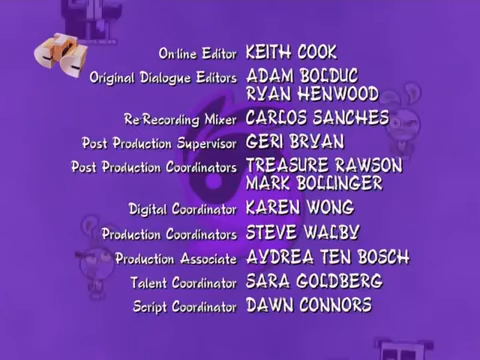 On-line Editor KEITH COOK
Original Dialogue Editors ADAM BOLDUC
RYAN HENWOOD
Re-Recording Mixer CARLOS SANCHES
Post Production Supervisor GERI BRYAN
Post Production Coordinators TREASURE RAWSON
MARK BOLLINGER
Digital Coordinator KAREN WONG
Production Coordinators STEVE WALBY
Production Associate AYDREA TEN BOSCH
Talent Coordinator SARA GOLDBERG
Script Coordinator DAWN CONNORS